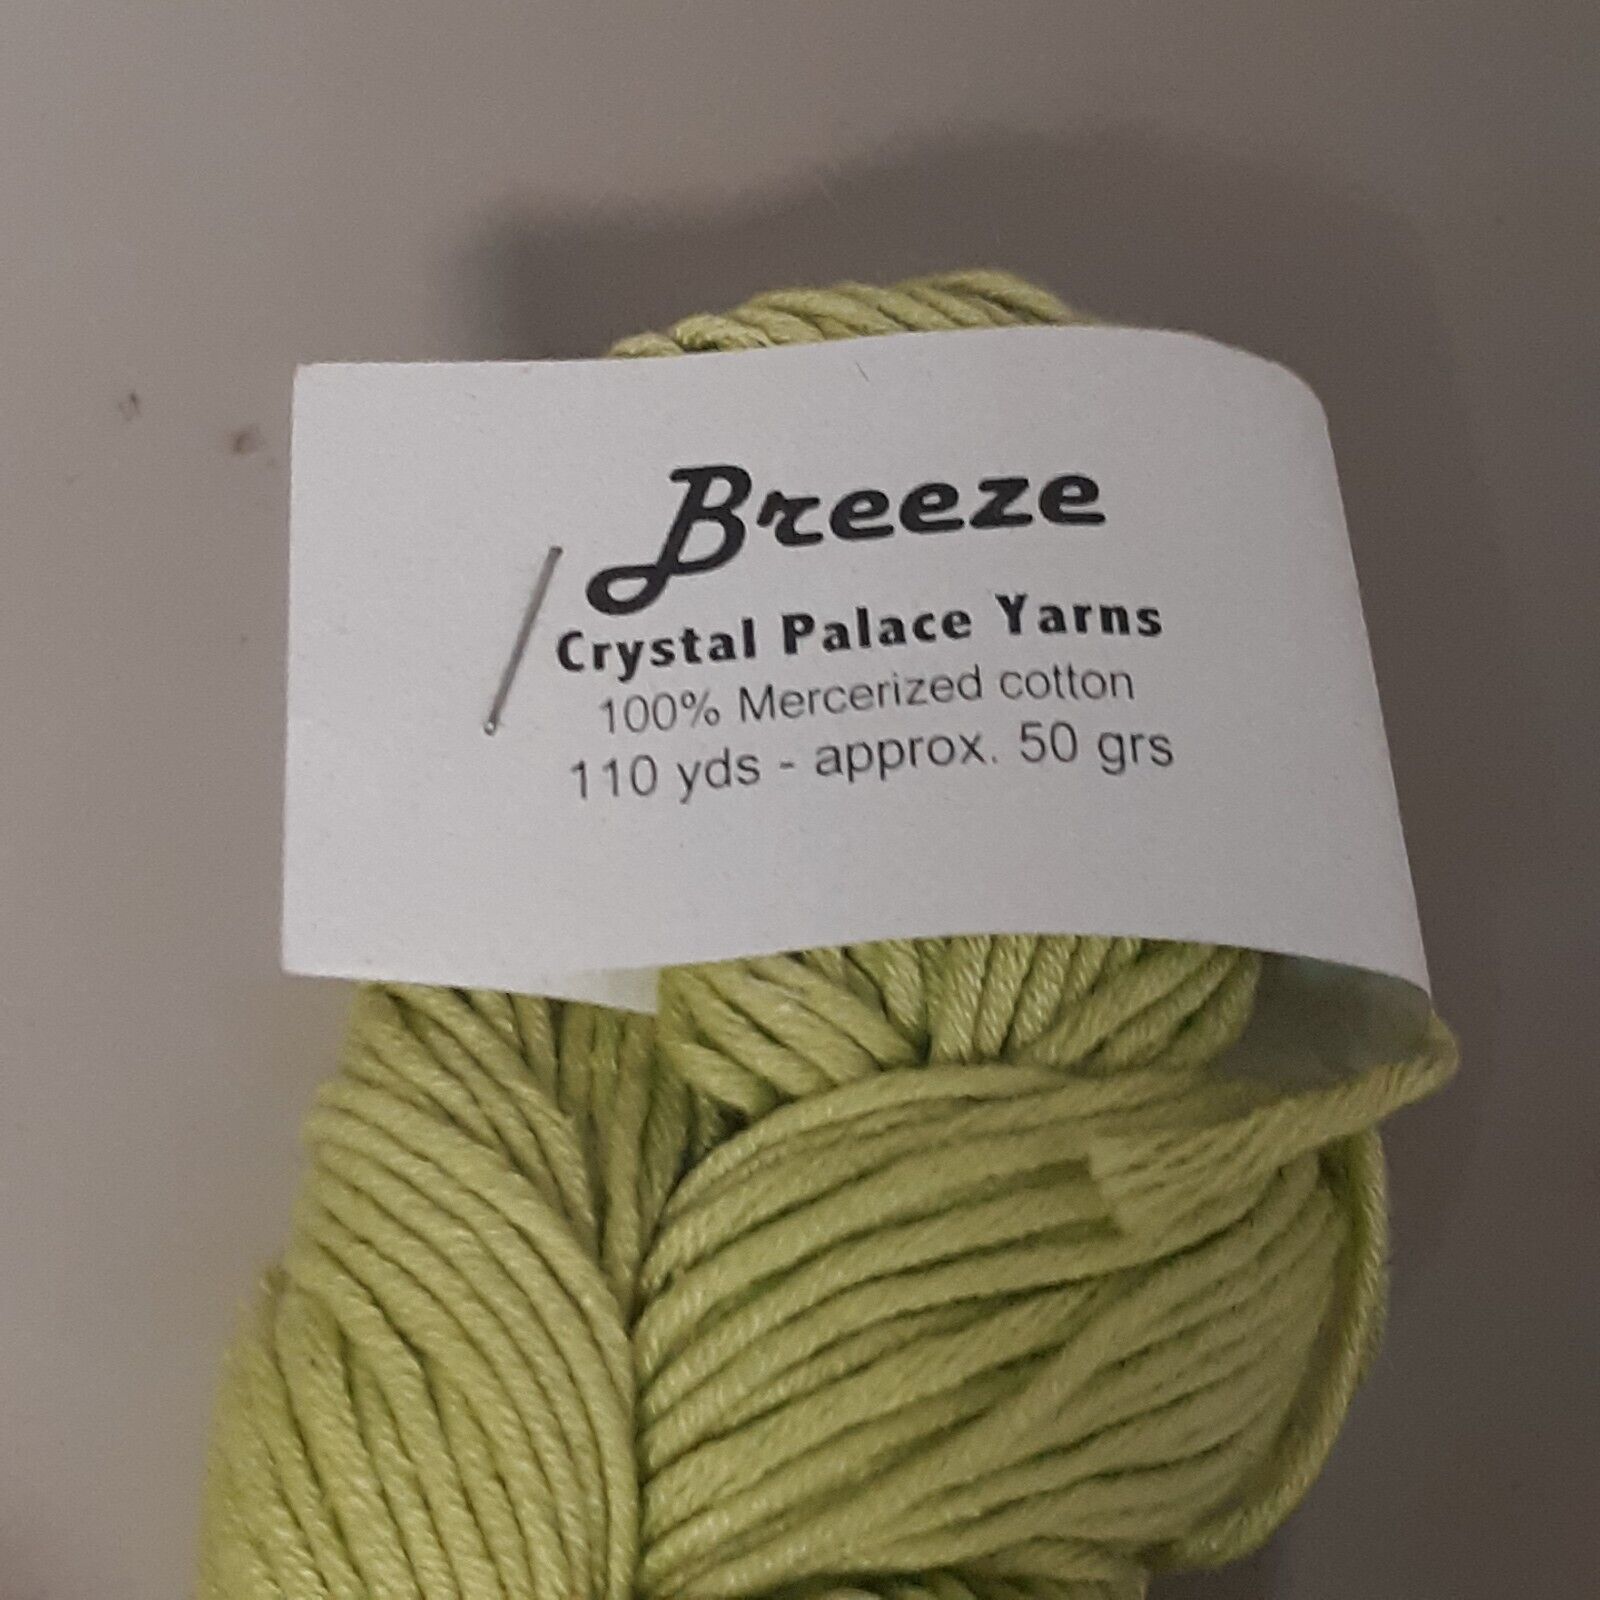 Breeze
Crystal Palace Yarns
100% Mercerized cotton
110 yds - approx. 50 grs